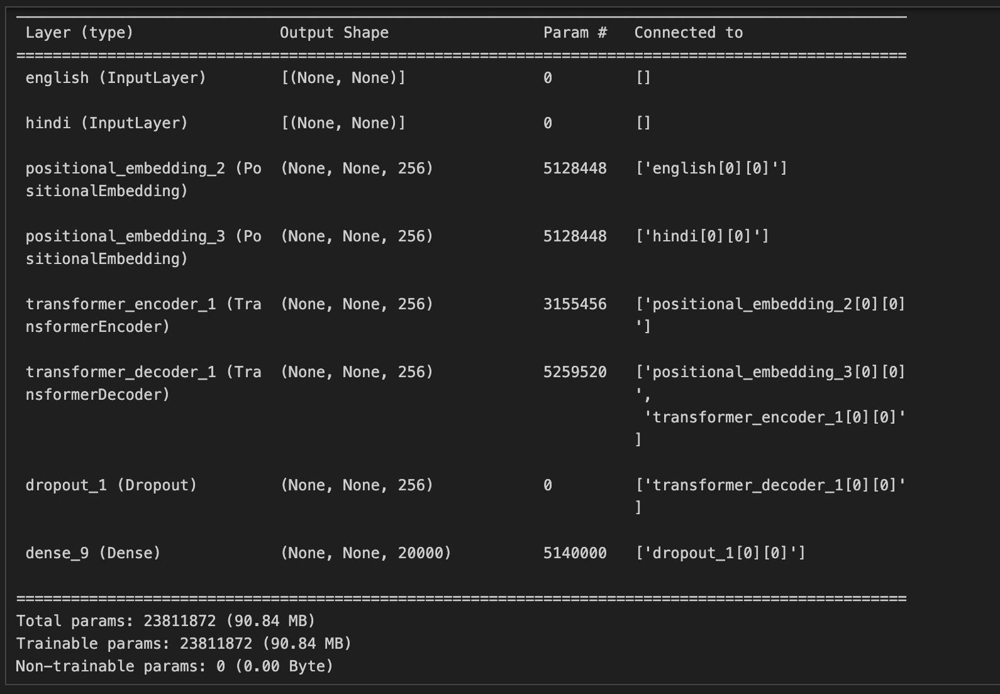 Layer (type)                Output Shape                 Param #   Connected to
==================================================================================================
english (InputLayer)        [(None, None)]               0         []
hindi (InputLayer)          [(None, None)]               0         []
positional_embedding_2 (Po  (None, None, 256)            5128448   ['english[0][0]']
sitionalEmbedding)
positional_embedding_3 (Po  (None, None, 256)            5128448   ['hindi[0][0]']
sitionalEmbedding)
transformer_encoder_1 (Tra  (None, None, 256)            3155456   ['positional_embedding_2[0][0]
nsformerEncoder)                                                   ']
transformer_decoder_1 (Tra  (None, None, 256)            5259520   ['positional_embedding_3[0][0]
nsformerDecoder)                                                   ',
                                                                    'transformer_encoder_1[0][0]'
                                                                   ]
dropout_1 (Dropout)         (None, None, 256)            0         ['transformer_decoder_1[0][0]'
                                                                   ]
dense_9 (Dense)             (None, None, 20000)          5140000   ['dropout_1[0][0]']
==================================================================================================
Total params: 23811872 (90.84 MB)
Trainable params: 23811872 (90.84 MB)
Non-trainable params: 0 (0.00 Byte)